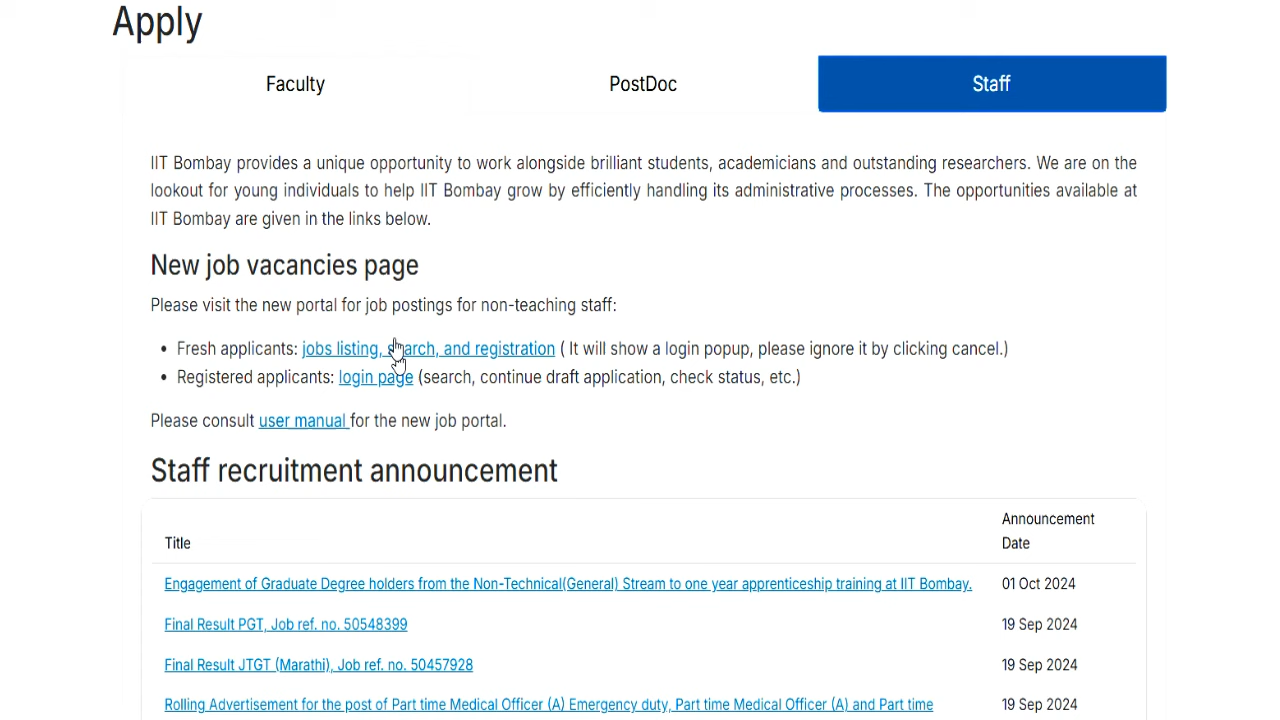 Apply
Faculty
PostDoc
Staff
IIT Bombay provides a unique opportunity to work alongside brilliant students, academicians and outstanding researchers. We are on the
lookout for young individuals to help IIT Bombay grow by efficiently handling its administrative processes. The opportunities available at
IIT Bombay are given in the links below.
New job vacancies page
Please visit the new portal for job postings for non-teaching staff:
• Fresh applicants: jobs listing, search, and registration ( It will show a login popup, please ignore it by clicking cancel.)
• Registered applicants: login page (search, continue draft application, check status, etc.)
Please consult user manual for the new job portal.
Staff recruitment announcement
Title
Announcement
Date
Engagement of Graduate Degree holders from the Non-Technical(General) Stream to one year apprenticeship training at IIT Bombay.
01 Oct 2024
Final Result PGT, Job ref. no. 50548399
19 Sep 2024
Final Result JTGT (Marathi), Job ref. no. 50457928
19 Sep 2024
Rolling Advertisement for the post of Part time Medical Officer (A) Emergency duty, Part time Medical Officer (A) and Part time
19 Sep 2024